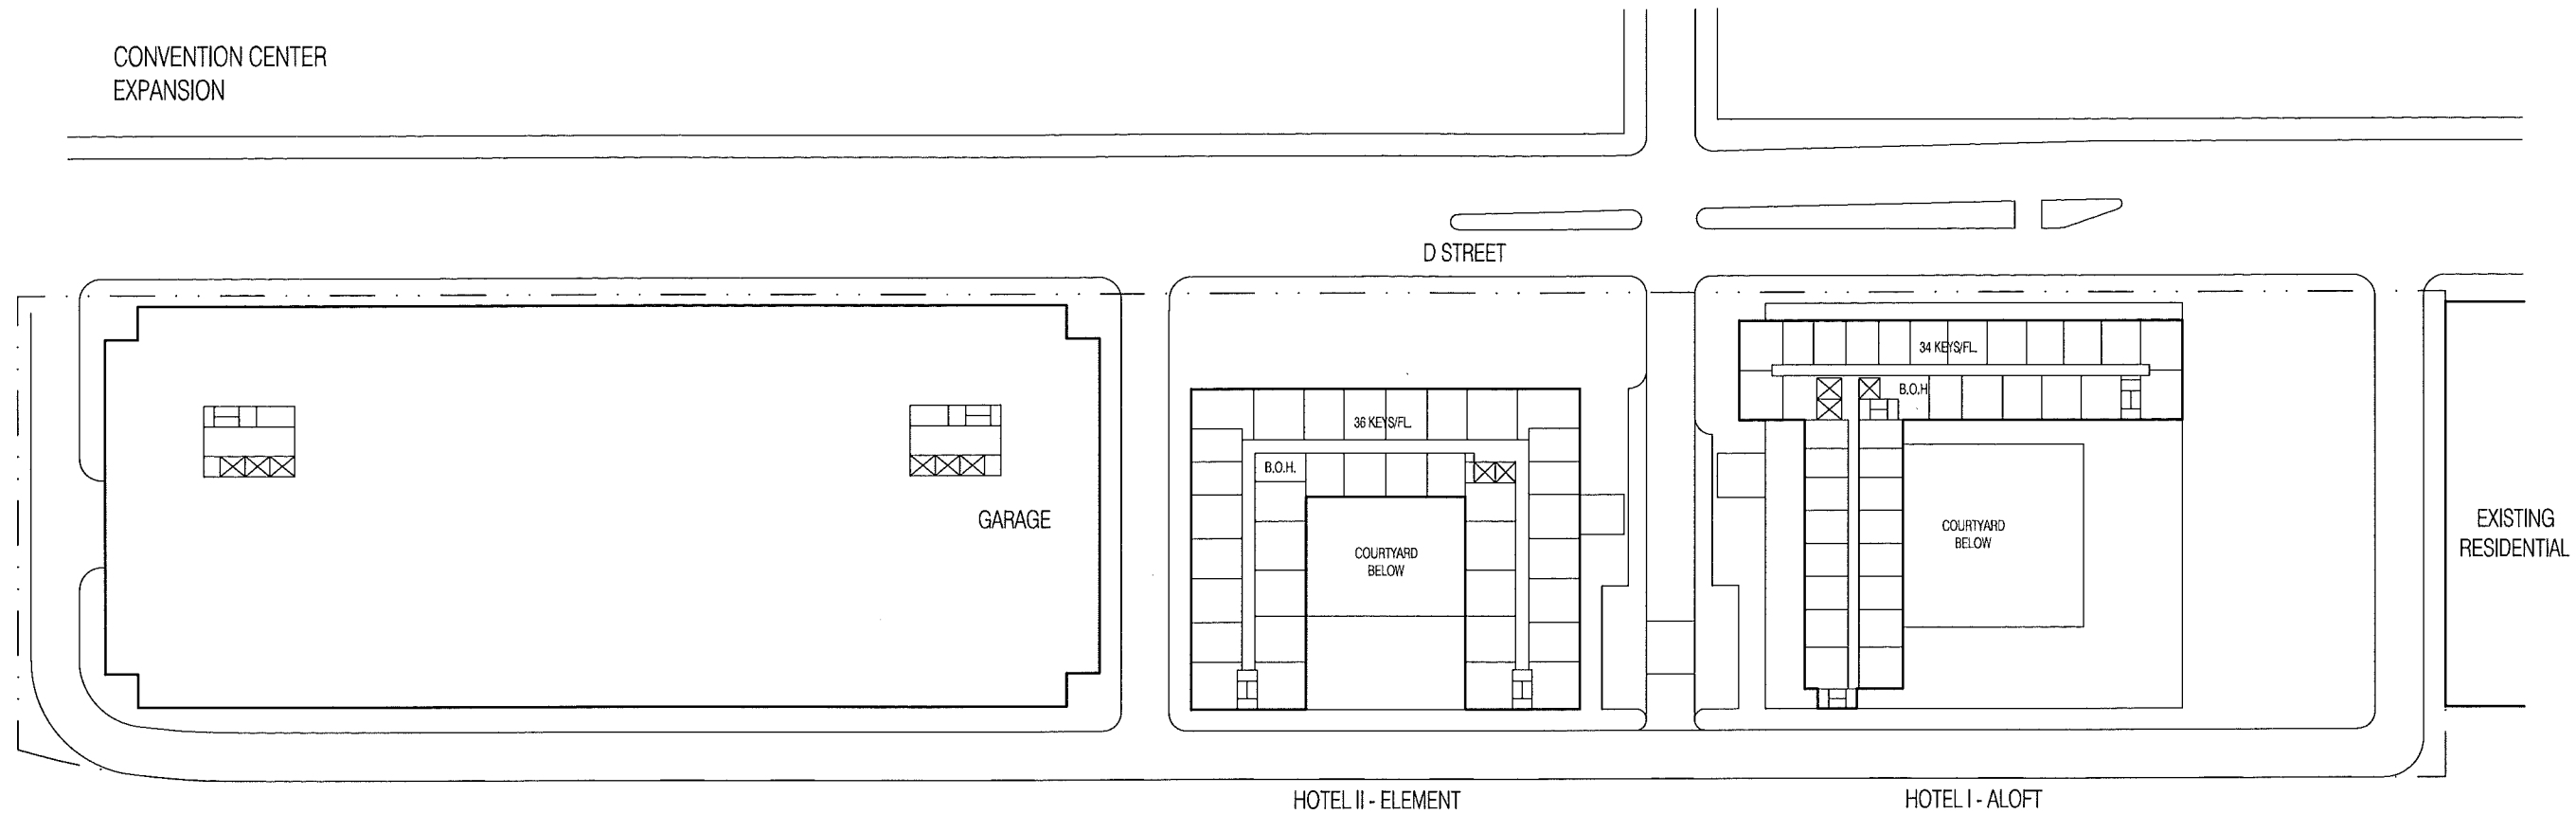 CONVENTION CENTER
EXPANSION
D STREET
34 KEYS/FL.
B.O.H
36 KEYS/FL.
B.O.H.
GARAGE
COURTYARD
BELOW
COURTYARD
BELOW
EXISTING
RESIDENTIAL
HOTEL II - ELEMENT
HOTEL I - ALOFT